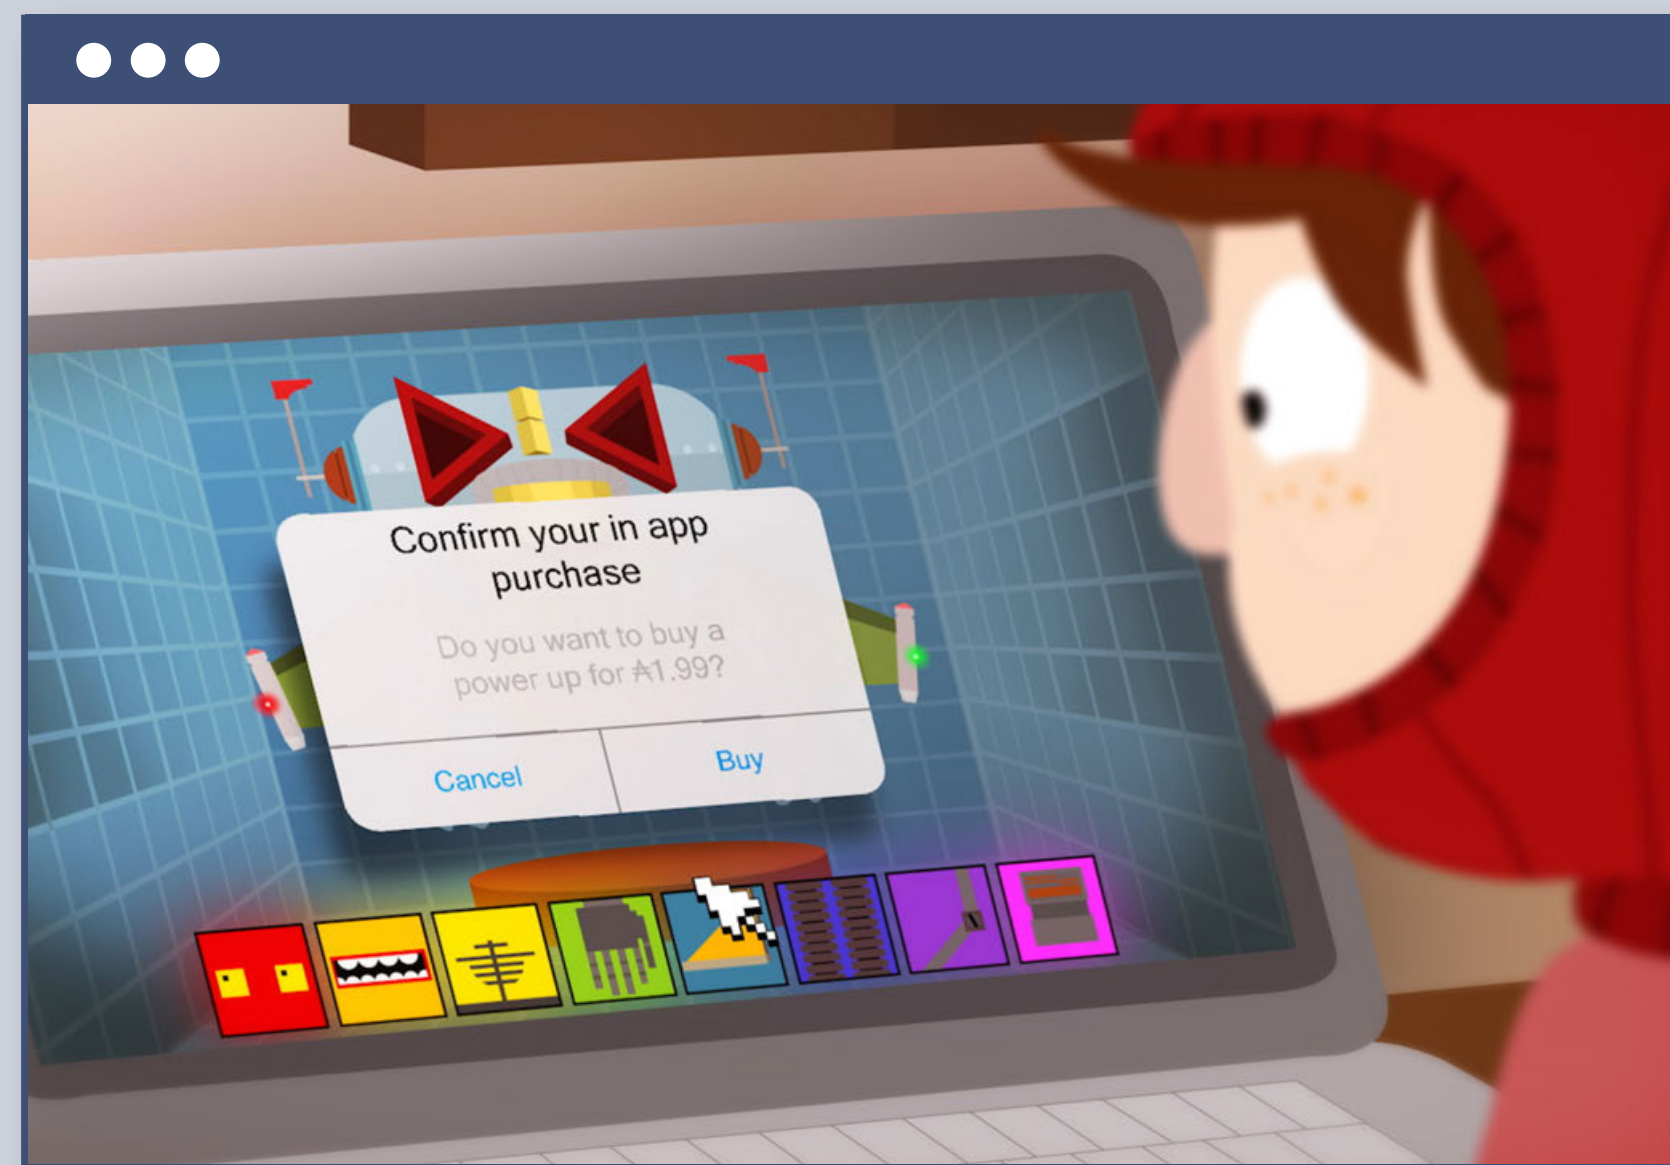 Confirm your in app
purchase
Do you want to buy a
power up for ₳1.99?
Cancel
Buy